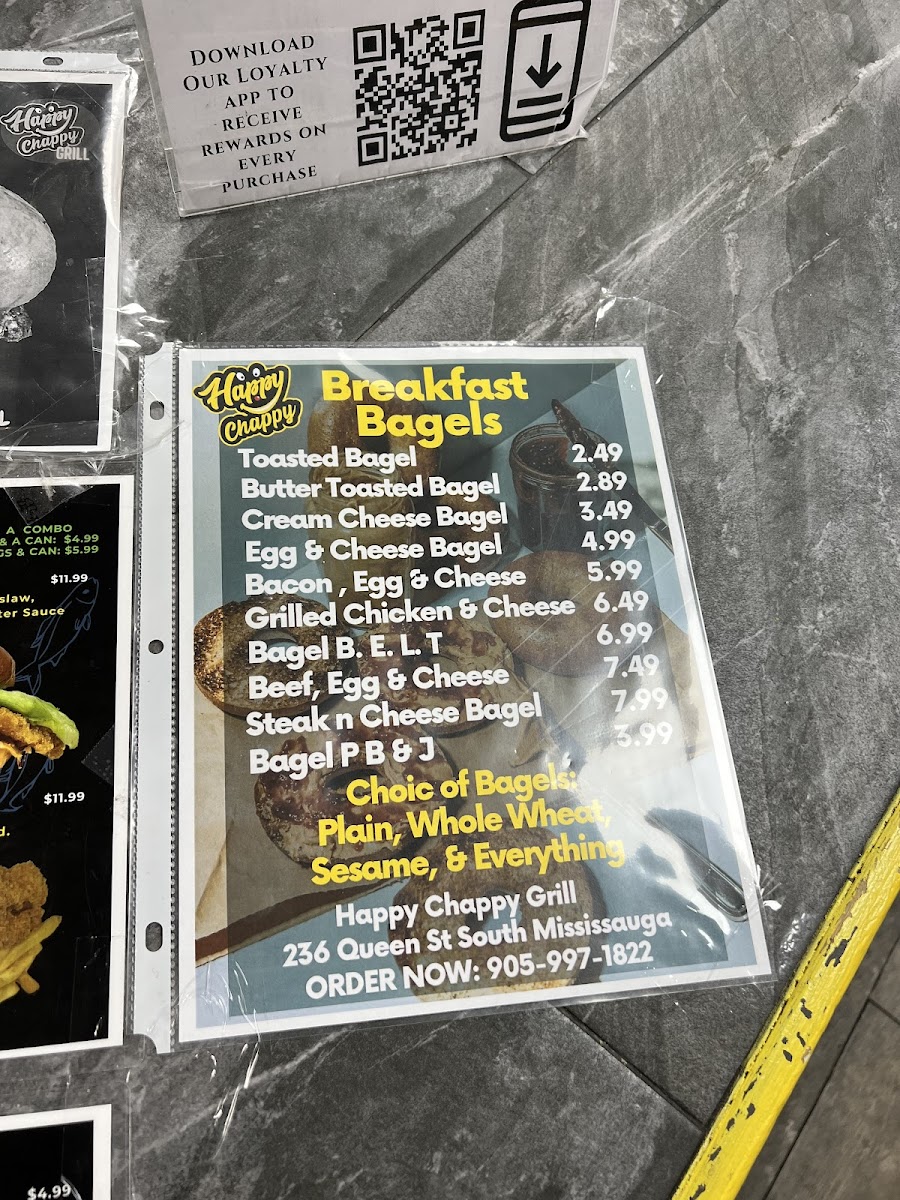 DOWNLOAD
OUR LOYALTY
APP TO
RECEIVE
REWARDS ON
EVERY
PURCHASE
Happy
Chappy
GRILL
A COMBO
& A CAN: $4.99
GS & CAN: $5.99
$11.99
slaw,
ter Sauce
$11.99
d.
$4.99
Happy
Chappy
Breakfast
Bagels
Toasted Bagel 2.49
Butter Toasted Bagel 2.89
Cream Cheese Bagel 3.49
Egg & Cheese Bagel 4.99
Bacon , Egg & Cheese 5.99
Grilled Chicken & Cheese 6.49
Bagel B. E. L. T 6.99
Beef, Egg & Cheese 7.49
Steak n Cheese Bagel 7.99
Bagel P B & J 3.99
Choic of Bagels:
Plain, Whole Wheat,
Sesame, & Everything
Happy Chappy Grill
236 Queen St South Mississauga
ORDER NOW: 905-997-1822